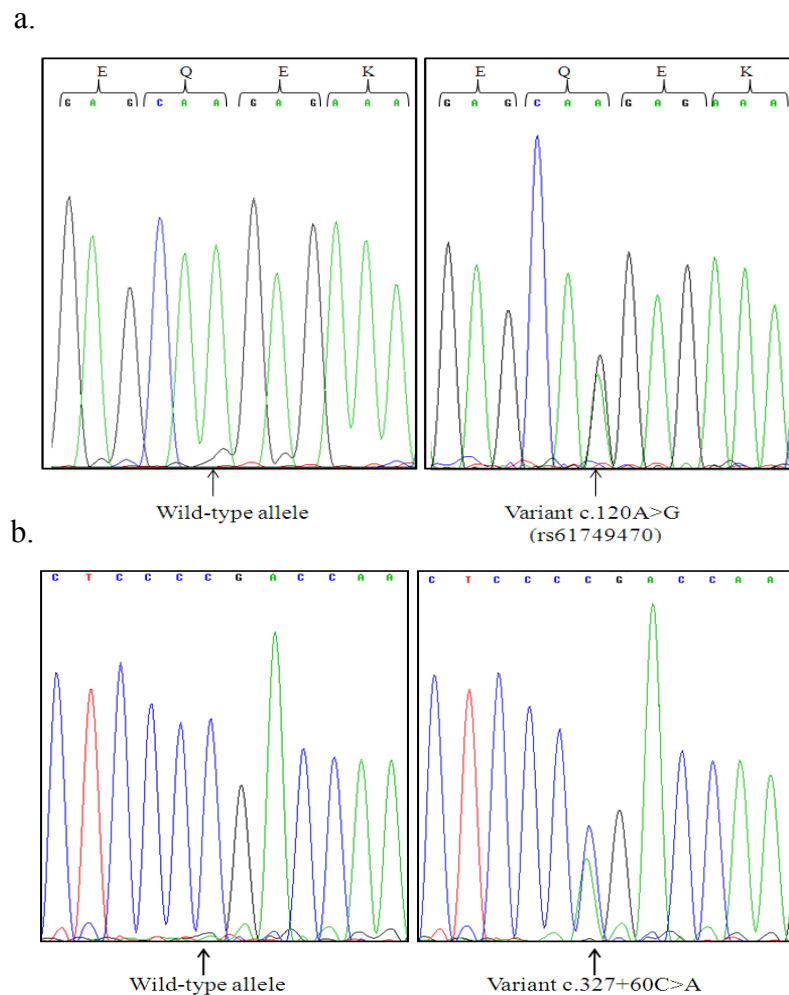 a.
E Q E K E Q E K
G A G C A A G A G A A A G A G C A A G A G A A A
Wild-type allele Variant c.120A>G
(rs61749470)
b.
C T C C C C G A C C A A C T C C C C G A C C A A
Wild-type allele Variant c.327+60C>A